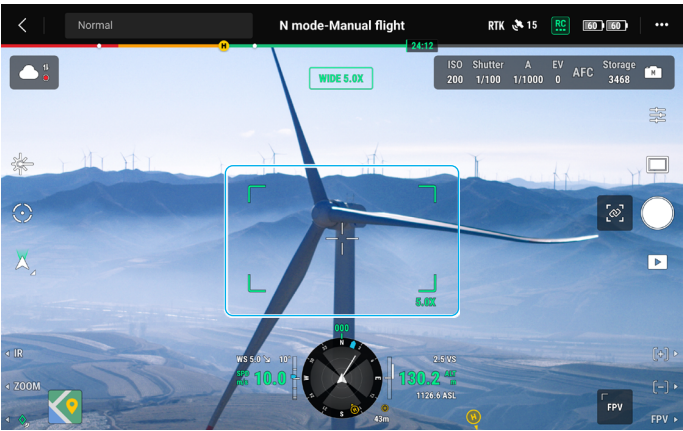 Normal
N mode-Manual flight
RTK 15
RC
60 60
H
24:12
WIDE 5.0X
ISO Shutter A EV AFC Storage
200 1/100 1/1000 0 3468
M
5.0X
000
N
E
S
W
WS 5.0 10
SPD
m/s
10.0
2.5 VS
130.2
ALT
m
1126.6 ASL
43m
H
IR
ZOOM
P
FPV
FPV